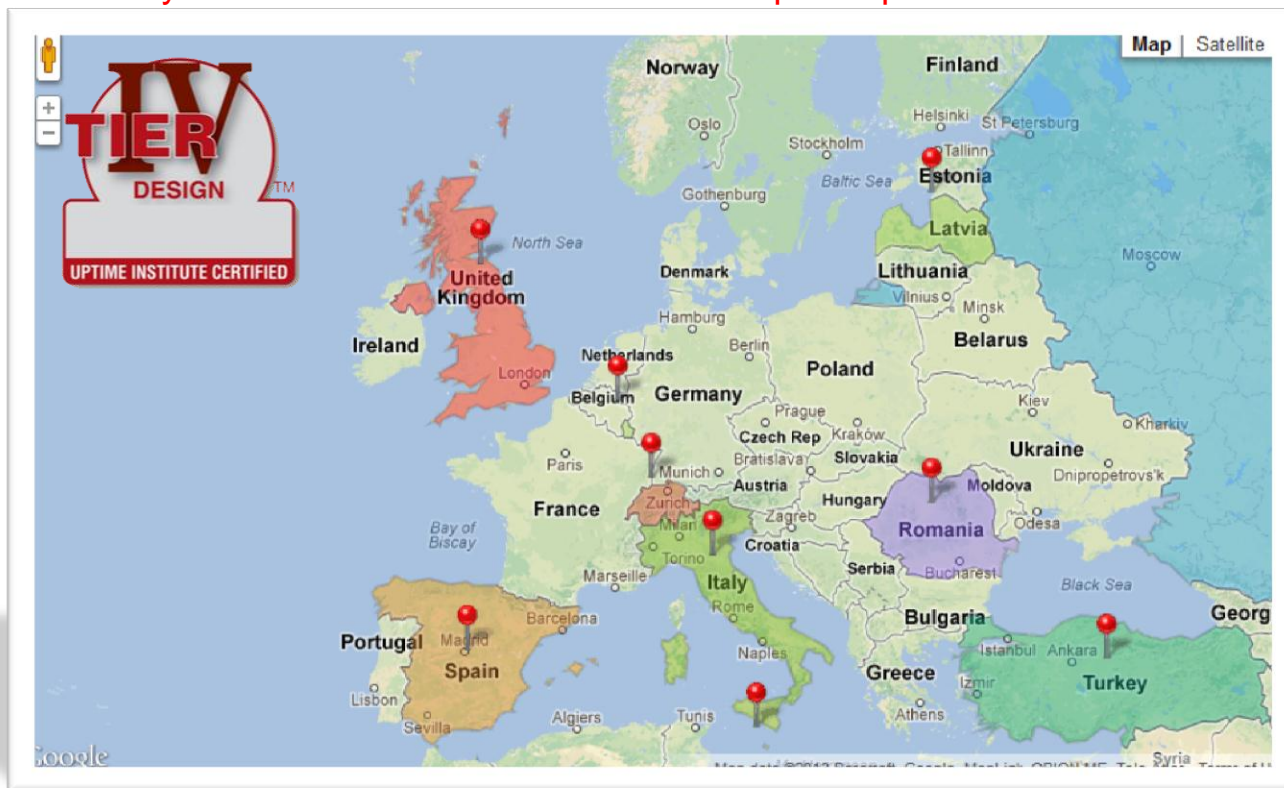 Map | Satellite
IV
TIER
DESIGN
TM
UPTIME INSTITUTE CERTIFIED
Norway
Finland
Oslo
Helsinki
St Petersburg
Stockholm
Tallinn
Estonia
Baltic Sea
Gothenburg
Latvia
North Sea
Moscow
Denmark
Lithuania
United
Kingdom
Vilnius
Minsk
Hamburg
Belarus
Ireland
Berlin
Netherlands
London
Poland
Belgium
Germany
Kiev
Prague
Kharkiv
Czech Rep
Kraków
Ukraine
Paris
Bratislava
Slovakia
Munich
Dnipropetrovs'k
Austria
Moldova
Zurich
Hungary
France
Milan
Zagreb
Romania
Odesa
Bay of
Biscay
Torino
Croatia
Serbia
Bucharest
Marseille
Italy
Black Sea
Rome
Barcelona
Bulgaria
Georg
Portugal
Madrid
Naples
Istanbul
Ankara
Spain
Greece
Izmir
Turkey
Lisbon
Sevilla
Algiers
Tunis
Athens
Google
Syria